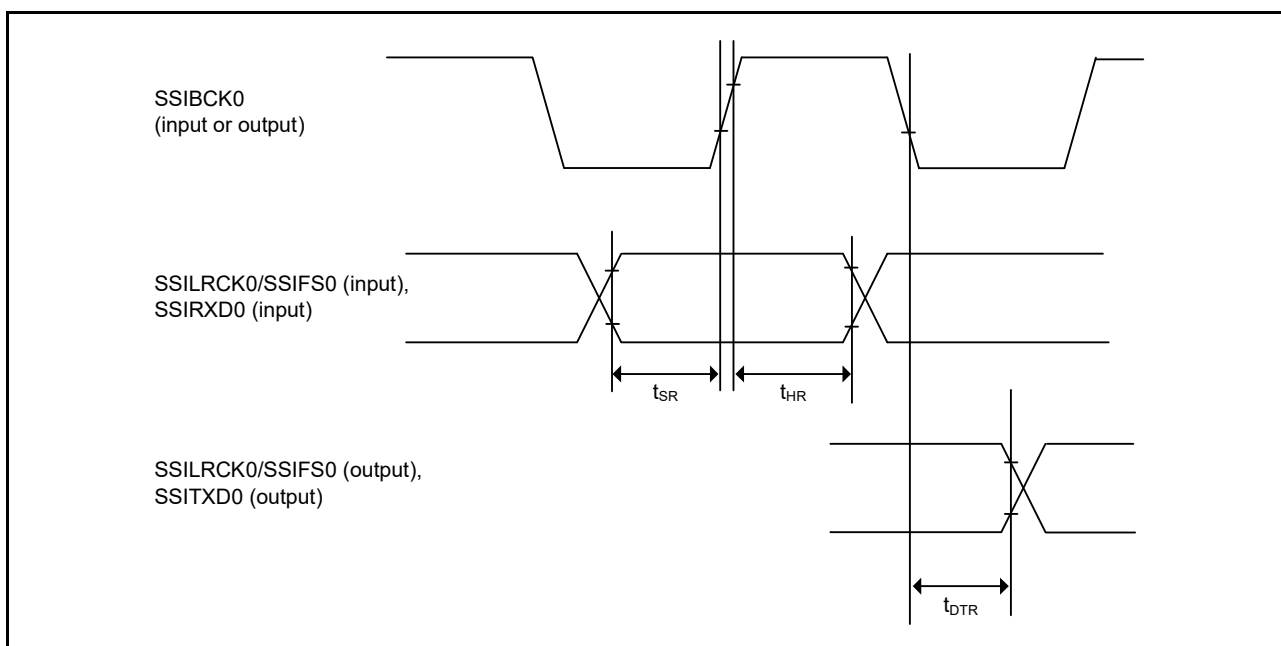 SSIBCK0
(input or output)
SSILRCK0/SSIFS0 (input),
SSIRXD0 (input)
tSR
tHR
SSILRCK0/SSIFS0 (output),
SSITXD0 (output)
tDTR